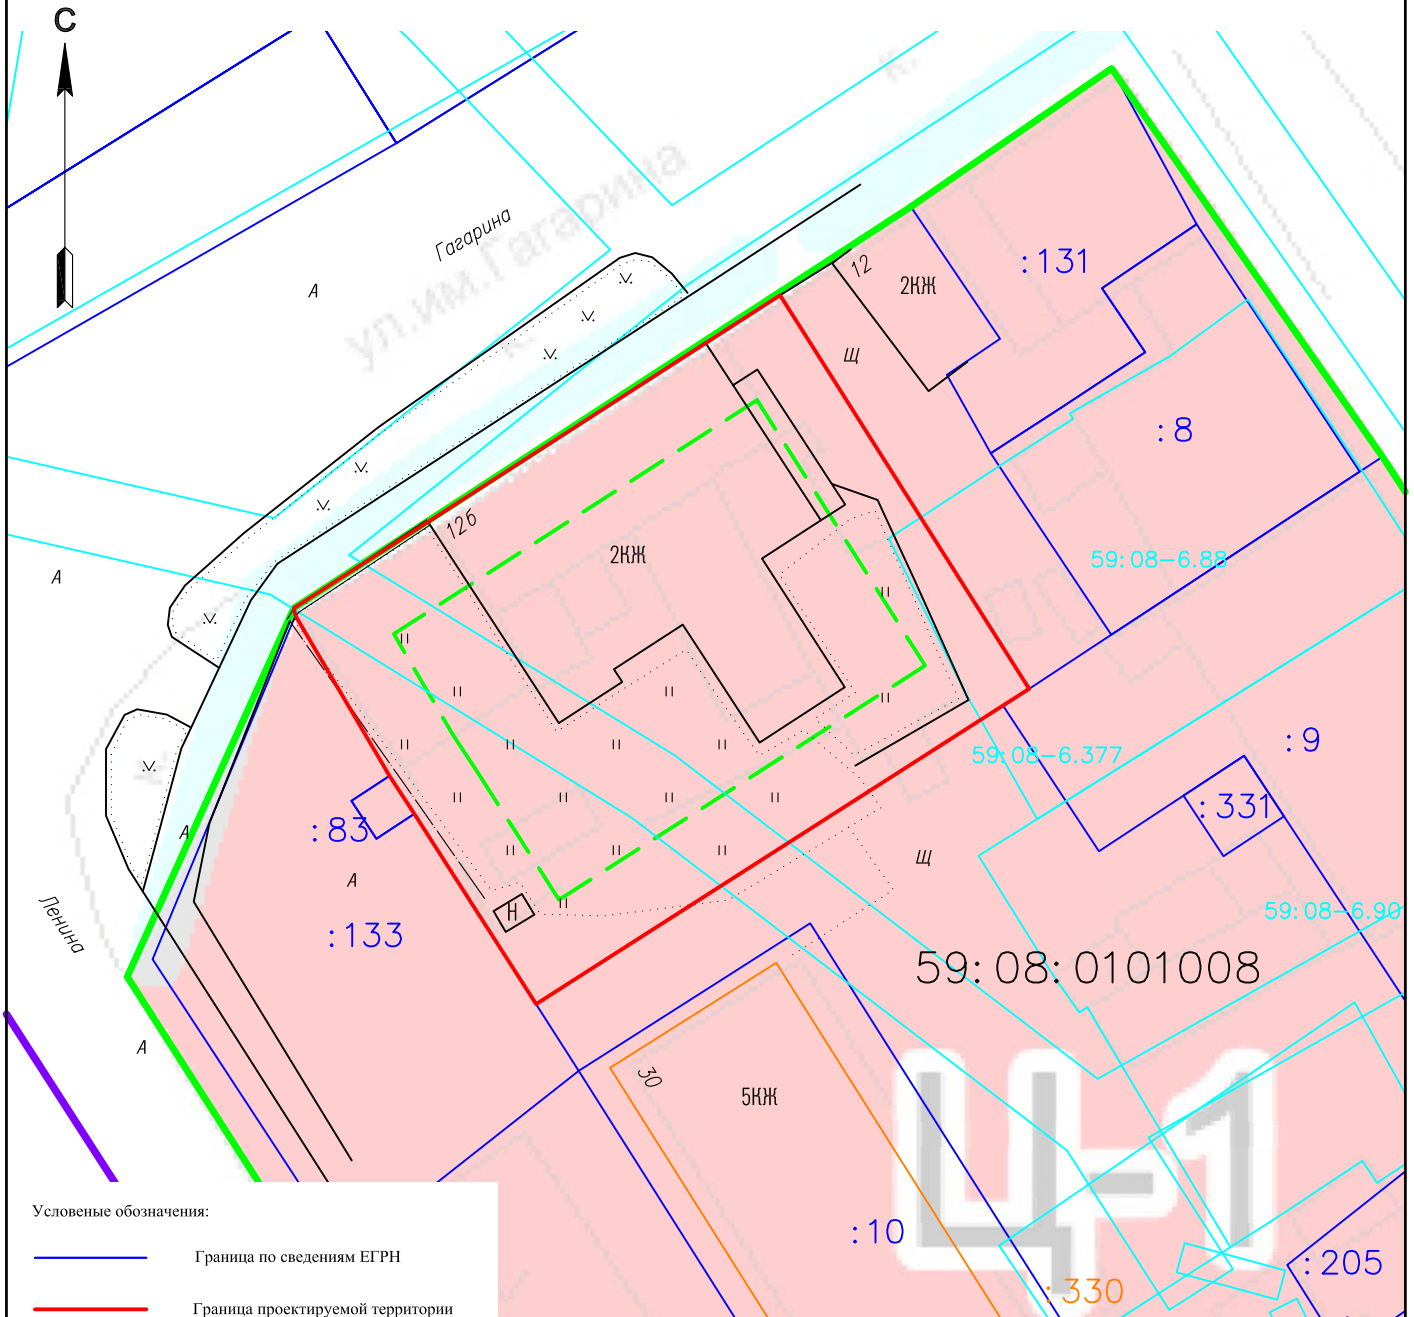 С
к.
ул.им.Гагарина
Гагарина
А
12
2КЖ
:131
Щ
:8
к.
126
2КЖ
А
59:08-6.88
59:08-6.377
:9
:331
:83
А
А
Щ
59:08-6.90
Н
Ленина
:133
59:08:0101008
А
30
5КЖ
Ц-1
:10
:205
:330
Условеные обозначения:
Граница по сведениям ЕГРН
Граница проектируемой территории